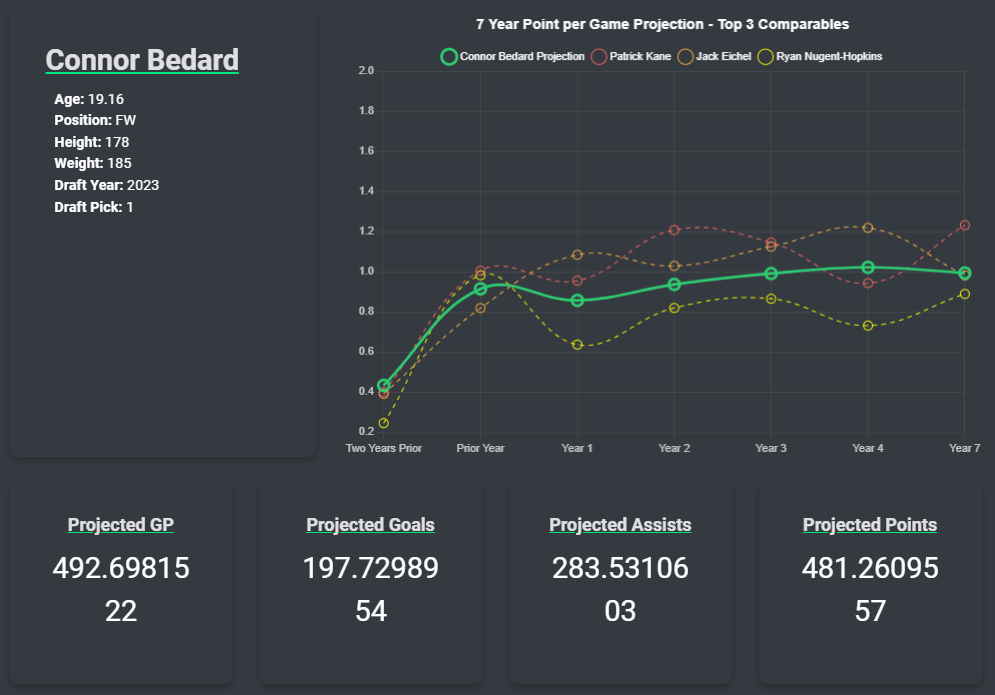 Connor Bedard
Age: 19.16
Position: FW
Height: 178
Weight: 185
Draft Year: 2023
Draft Pick: 1
7 Year Point per Game Projection - Top 3 Comparables
Connor Bedard Projection Patrick Kane Jack Eichel Ryan Nugent-Hopkins
2.0
1.8
1.6
1.4
1.2
1.0
0.8
0.6
0.4
0.2
Two Years Prior Prior Year Year 1 Year 2 Year 3 Year 4 Year 7
Projected GP
492.69815
22
Projected Goals
197.72989
54
Projected Assists
283.53106
03
Projected Points
481.26095
57